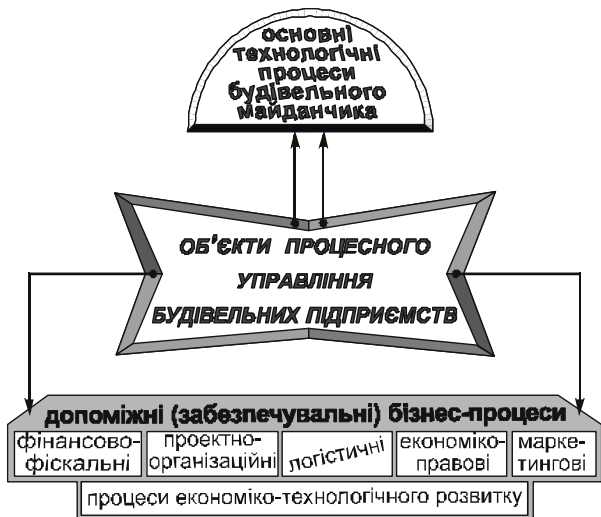 основні
технологічні
процеси
будівельного
майданчика
ОБ’ЄКТИ ПРОЦЕСНОГО
УПРАВЛІННЯ
БУДІВЕЛЬНИХ ПІДПРИЄМСТВ
допоміжні (забезпечувальні) бізнес-процеси
фінансово-
фіскальні
проектно-
організаційні
логістичні
економіко-
правові
марке-
тингові
процеси економіко-технологічного розвитку